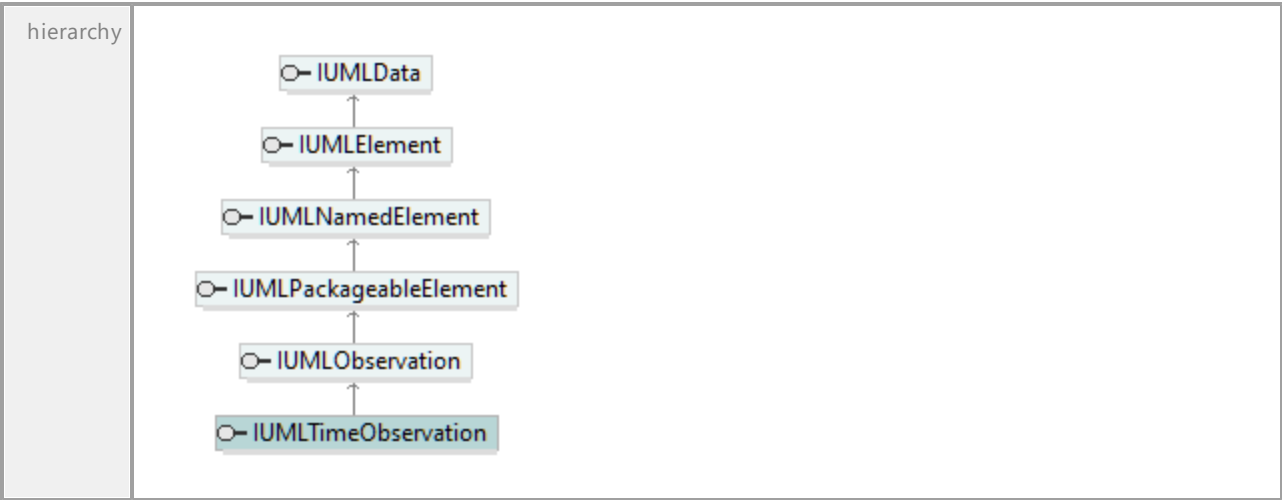 hierarchy
IUMLData
IUMLElement
IUMLNamedElement
IUMLPackageableElement
IUMLObservation
IUMLTimeObservation